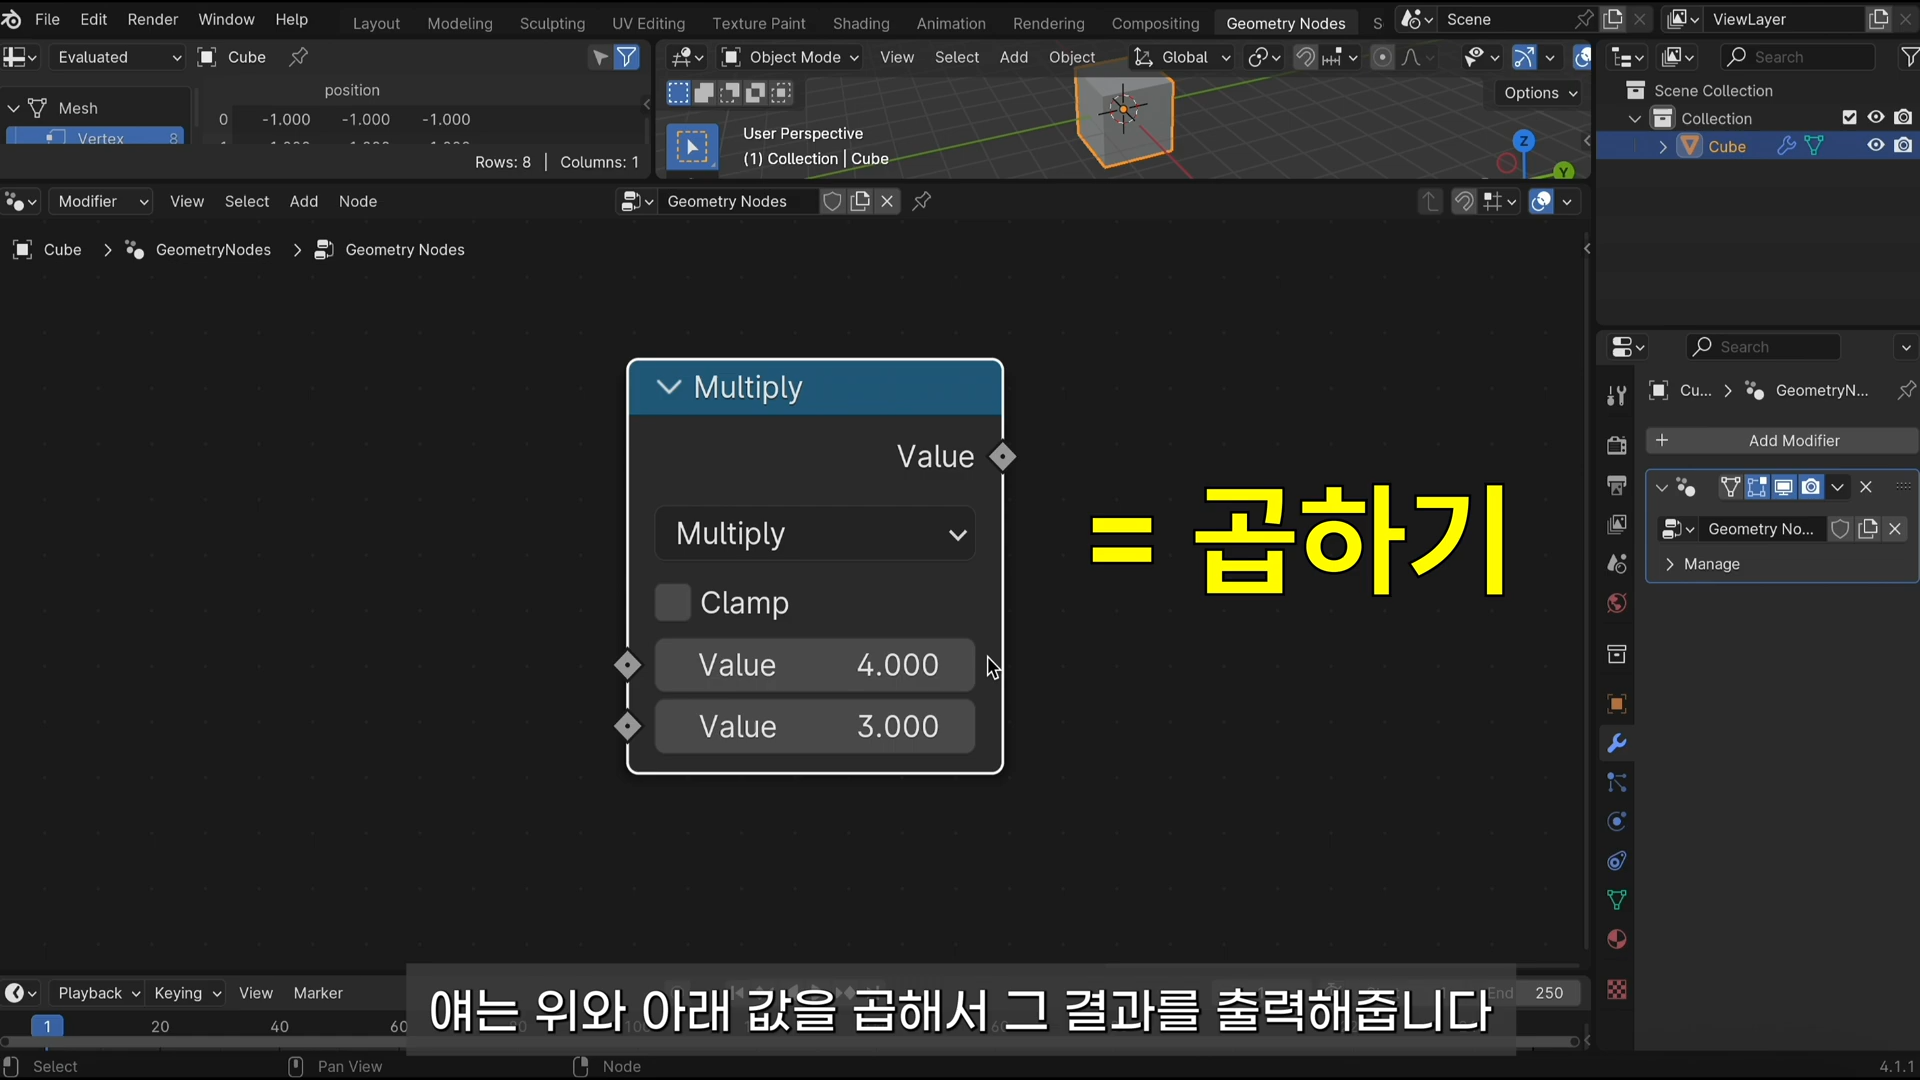 File Edit Render Window Help Layout Modeling Sculpting UV Editing Texture Paint Shading Animation Rendering Compositing Geometry Nodes S Scene ViewLayer
Evaluated Cube Object Mode View Select Add Object Global Search
position
Mesh
0 -1.000 -1.000 -1.000
Vertex 8
Rows: 8 Columns: 1
Options
User Perspective
(1) Collection | Cube
Z
Y
Scene Collection
Collection
Cube
Modifier View Select Add Node Geometry Nodes
Cube GeometryNodes Geometry Nodes
Search
Cu... GeometryN...
Add Modifier
Geometry No...
Manage
Multiply
Value
Multiply
Clamp
Value 4.000
Value 3.000
= 곱하기
Playback Keying View Marker End 250
1 20 40 60
얘는 위와 아래 값을 곱해서 그 결과를 출력해줍니다
Select Pan View Node 4.1.1